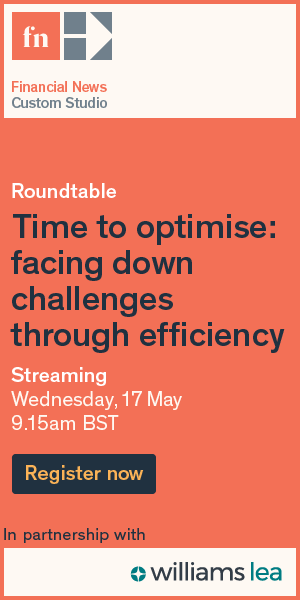 fn
Financial News
Custom Studio
Roundtable
Time to optimise:
facing down
challenges
through efficiency
Streaming
Wednesday, 17 May
9.15am BST
Register now
In partnership with
williams lea